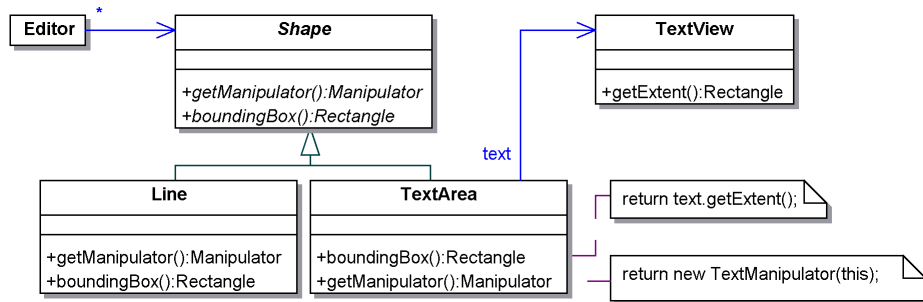 Editor
*
Shape
+getManipulator():Manipulator
+boundingBox():Rectangle
TextView
+getExtent():Rectangle
text
Line
+getManipulator():Manipulator
+boundingBox():Rectangle
TextArea
+boundingBox():Rectangle
+getManipulator():Manipulator
return text.getExtent();
return new TextManipulator(this);